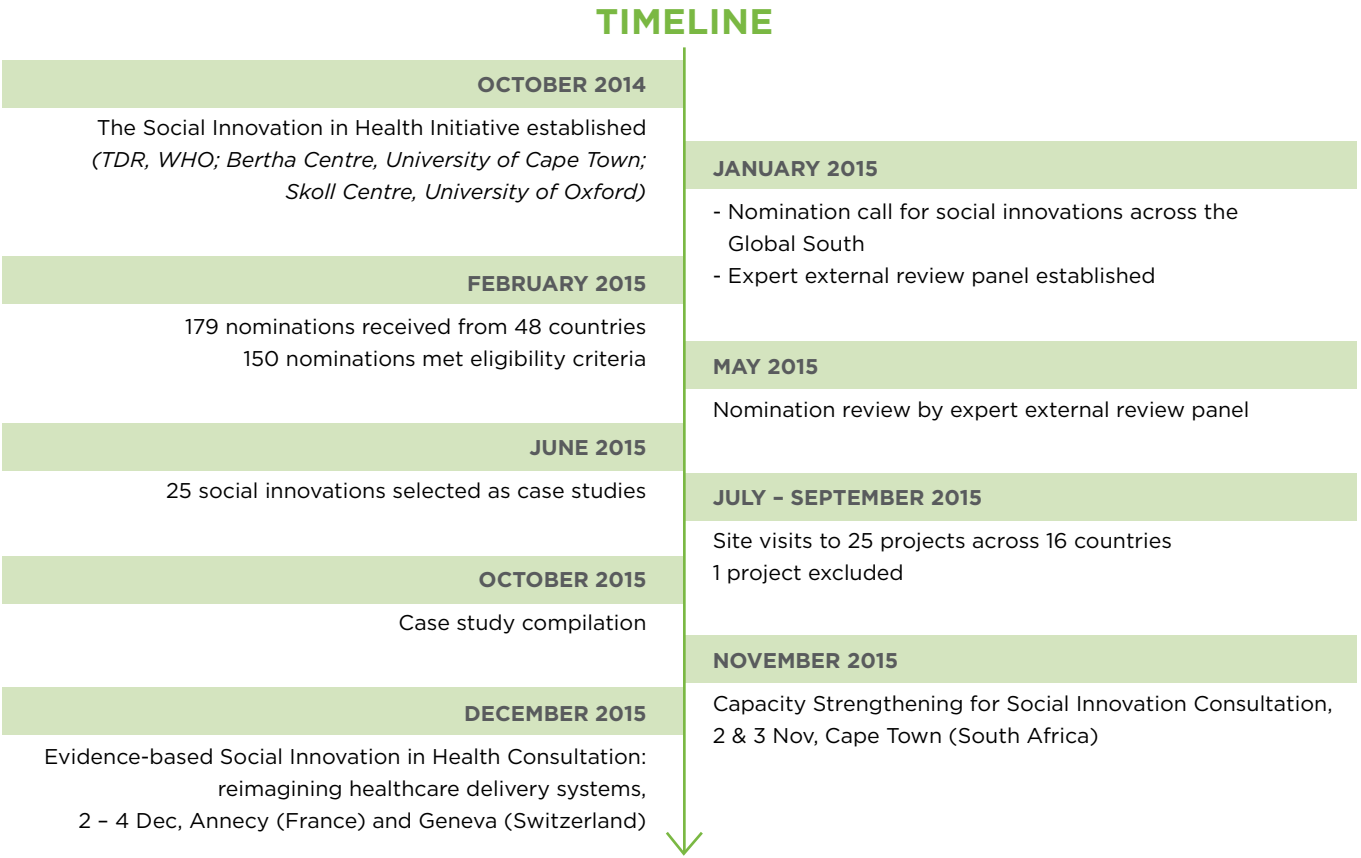 TIMELINE
OCTOBER 2014
The Social Innovation in Health Initiative established
(TDR, WHO; Bertha Centre, University of Cape Town;
Skoll Centre, University of Oxford)
JANUARY 2015
- Nomination call for social innovations across the
Global South
- Expert external review panel established
FEBRUARY 2015
179 nominations received from 48 countries
150 nominations met eligibility criteria
MAY 2015
Nomination review by expert external review panel
JUNE 2015
25 social innovations selected as case studies
JULY – SEPTEMBER 2015
Site visits to 25 projects across 16 countries
1 project excluded
OCTOBER 2015
Case study compilation
NOVEMBER 2015
Capacity Strengthening for Social Innovation Consultation,
2 & 3 Nov, Cape Town (South Africa)
DECEMBER 2015
Evidence-based Social Innovation in Health Consultation:
reimagining healthcare delivery systems,
2 – 4 Dec, Annecy (France) and Geneva (Switzerland)